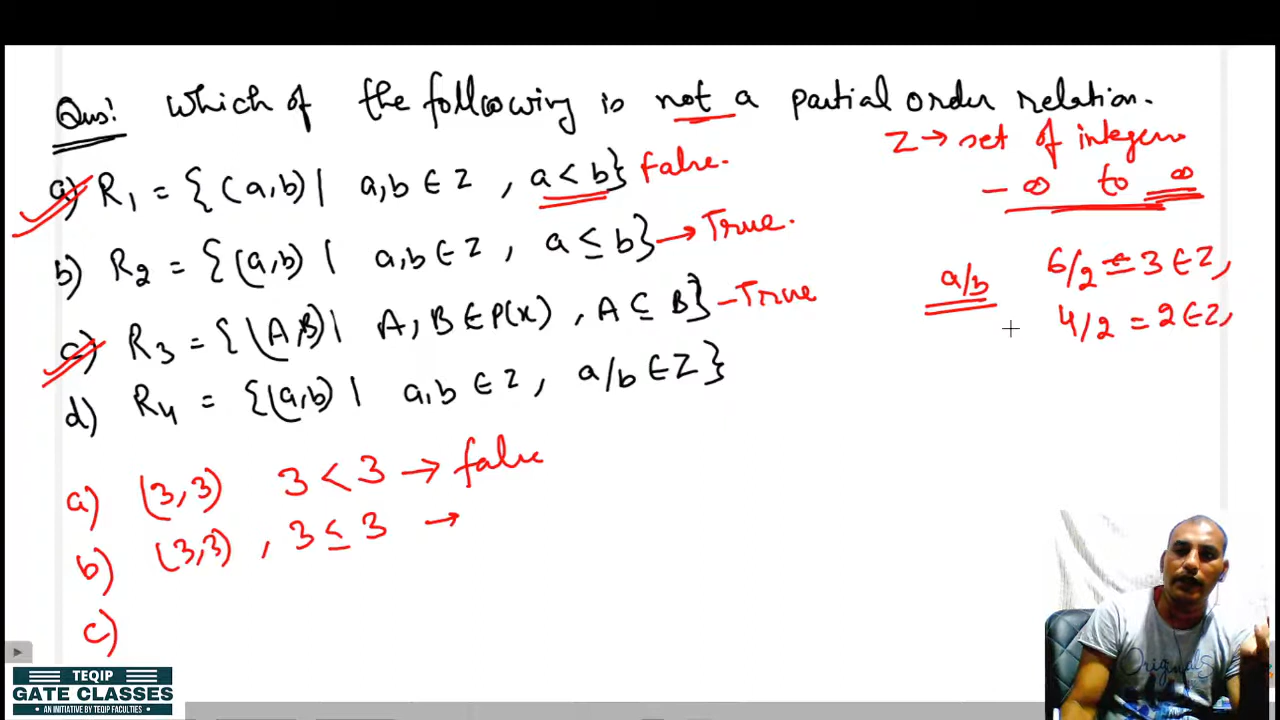 Ques: Which of the following is not a partial order relation.
Z → set of integers
- ∞ to ∞
a) R1 = {(a,b) | a,b ∈ Z , a < b} False.
b) R2 = {(a,b) | a,b ∈ Z , a ≤ b} → True.
c) R3 = {(A,B) | A, B ∈ P(X) , A ⊆ B} - True
d) R4 = {(a,b) | a,b ∈ Z , a/b ∈ Z}
a/b 6/2 = 3 ∈ Z,
4/2 = 2 ∈ Z,
a) (3,3) 3 < 3 → false
b) (3,3) , 3 ≤ 3 →
c)
TEQIP
GATE CLASSES
AN INITIATIVE BY TEQIP FACULTIES